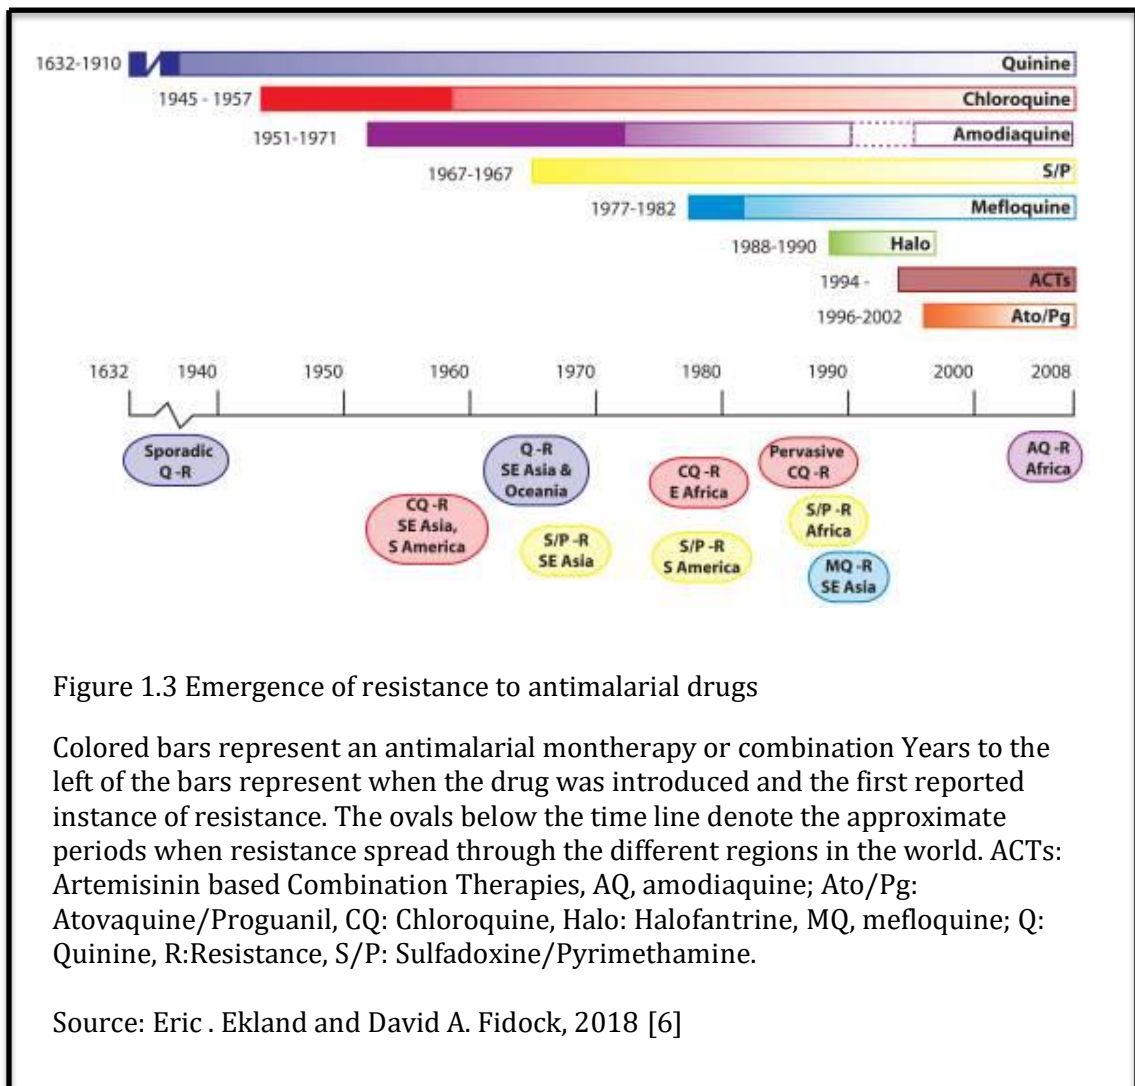 1632-1910 Quinine
1945 - 1957 Chloroquine
1951-1971 Amodiaquine
1967-1967 S/P
1977-1982 Mefloquine
1988-1990 Halo
1994 - ACTs
1996-2002 Ato/Pg
1632 1940 1950 1960 1970 1980 1990 2000 2008
Sporadic
Q -R
Q -R
SE Asia &
Oceania
CQ -R
E Africa
Pervasive
CQ -R
AQ -R
Africa
CQ -R
SE Asia,
S America
S/P -R
SE Asia
S/P -R
S America
S/P -R
Africa
MQ -R
SE Asia
Figure 1.3 Emergence of resistance to antimalarial drugs
Colored bars represent an antimalarial montherapy or combination Years to the
left of the bars represent when the drug was introduced and the first reported
instance of resistance. The ovals below the time line denote the approximate
periods when resistance spread through the different regions in the world. ACTs:
Artemisinin based Combination Therapies, AQ, amodiaquine; Ato/Pg:
Atovaquine/Proguanil, CQ: Chloroquine, Halo: Halofantrine, MQ, mefloquine; Q:
Quinine, R:Resistance, S/P: Sulfadoxine/Pyrimethamine.
Source: Eric . Ekland and David A. Fidock, 2018 [6]